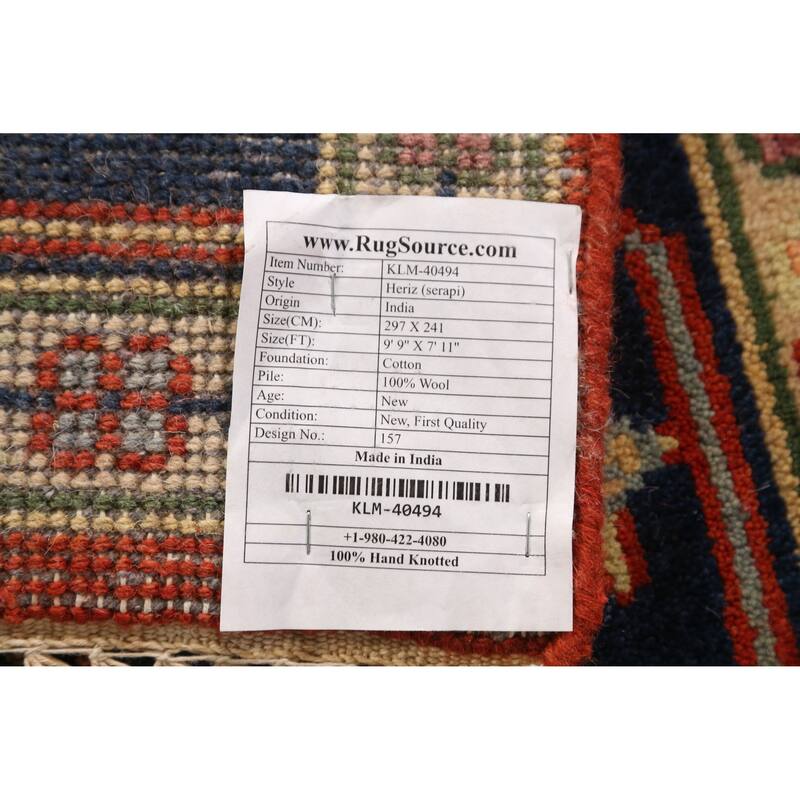 www.RugSource.com
Item Number: KLM-40494
Style Heriz (serapi)
Origin India
Size(CM): 297 X 241
Size(FT): 9' 9" X 7' 11"
Foundation: Cotton
Pile: 100% Wool
Age: New
Condition: New, First Quality
Design No.: 157
Made in India
KLM-40494
+1-980-422-4080
100% Hand Knotted